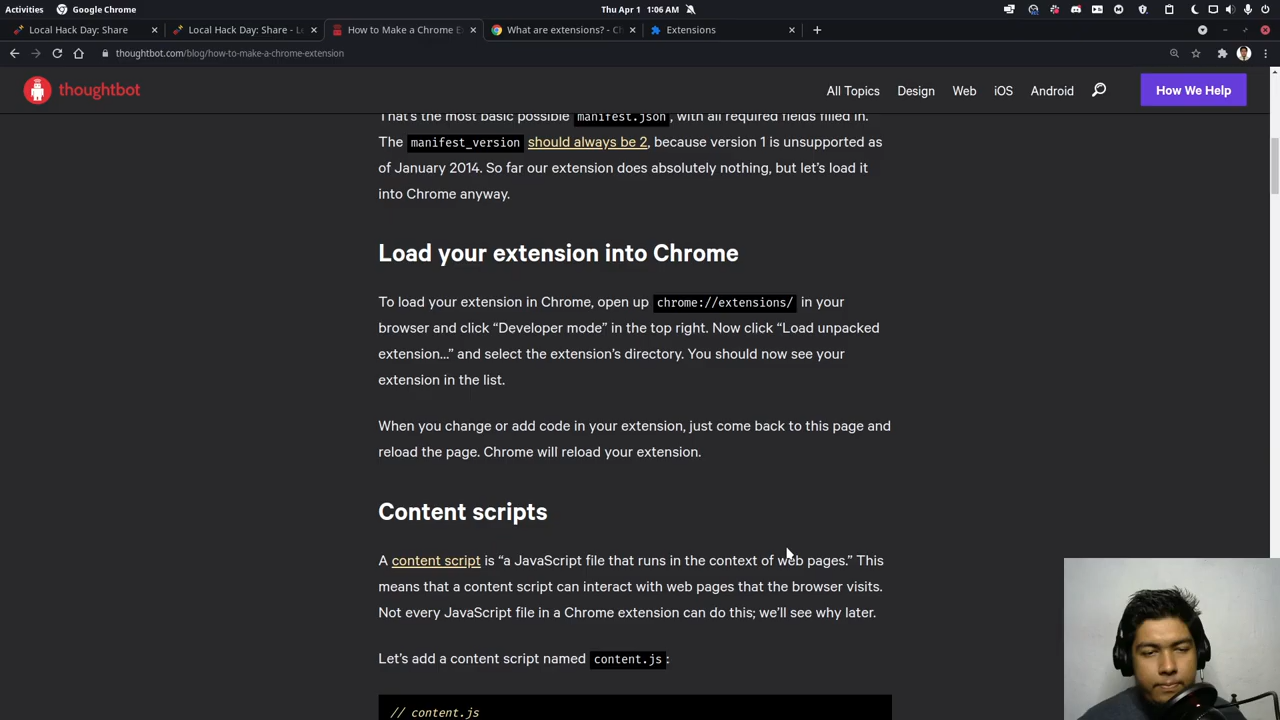 Activities
Google Chrome
Thu Apr 1 1:06 AM
Local Hack Day: Share
Local Hack Day: Share - Le
How to Make a Chrome E
What are extensions? - Ch
Extensions
thoughtbot.com/blog/how-to-make-a-chrome-extension
thoughtbot
All Topics
Design
Web
iOS
Android
How We Help
That's the most basic possible manifest.json, with all required fields filled in.
The manifest_version should always be 2, because version 1 is unsupported as
of January 2014. So far our extension does absolutely nothing, but let's load it
into Chrome anyway.
Load your extension into Chrome
To load your extension in Chrome, open up chrome://extensions/ in your
browser and click “Developer mode” in the top right. Now click “Load unpacked
extension…” and select the extension's directory. You should now see your
extension in the list.
When you change or add code in your extension, just come back to this page and
reload the page. Chrome will reload your extension.
Content scripts
A content script is “a JavaScript file that runs in the context of web pages.” This
means that a content script can interact with web pages that the browser visits.
Not every JavaScript file in a Chrome extension can do this; we'll see why later.
Let's add a content script named content.js:
// content.js